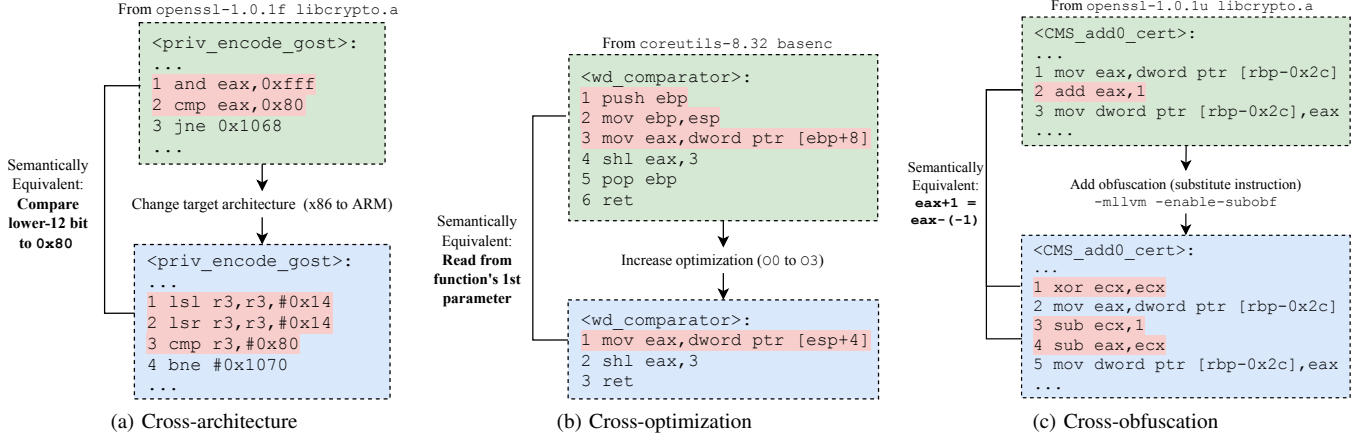 From openssl-1.0.1f libcrypto.a
<priv_encode_gost>:
...
1 and eax,0xfff
2 cmp eax,0x80
3 jne 0x1068
...
Semantically
Equivalent:
Compare
lower-12 bit
to 0x80
Change target architecture (x86 to ARM)
<priv_encode_gost>:
...
1 lsl r3,r3,#0x14
2 lsr r3,r3,#0x14
3 cmp r3,#0x80
4 bne #0x1070
...
(a) Cross-architecture
From coreutils-8.32 basenc
<wd_comparator>:
1 push ebp
2 mov ebp,esp
3 mov eax,dword ptr [ebp+8]
4 shl eax,3
5 pop ebp
6 ret
Semantically
Equivalent:
Read from
function's 1st
parameter
Increase optimization (O0 to O3)
<wd_comparator>:
1 mov eax,dword ptr [esp+4]
2 shl eax,3
3 ret
(b) Cross-optimization
From openssl-1.0.1u libcrypto.a
<CMS_add0_cert>:
...
1 mov eax,dword ptr [rbp-0x2c]
2 add eax,1
3 mov dword ptr [rbp-0x2c],eax
....
Semantically
Equivalent:
eax+1 =
eax-(-1)
Add obfuscation (substitute instruction)
-mllvm -enable-subobf
<CMS_add0_cert>:
...
1 xor ecx,ecx
2 mov eax,dword ptr [rbp-0x2c]
3 sub ecx,1
4 sub eax,ecx
5 mov dword ptr [rbp-0x2c],eax
...
(c) Cross-obfuscation